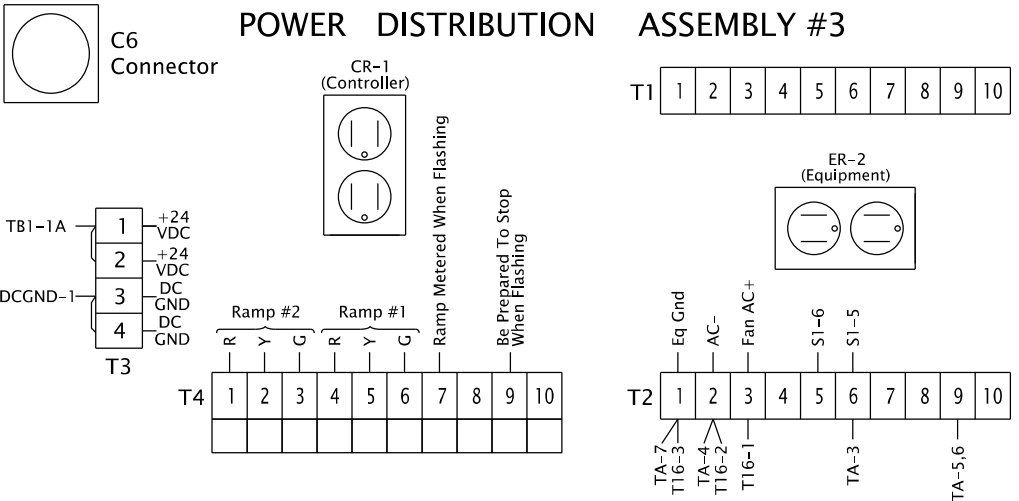 POWER DISTRIBUTION ASSEMBLY #3
C6
Connector
CR-1
(Controller)
T1 1 2 3 4 5 6 7 8 9 10
ER-2
(Equipment)
TB1-1A
1 +24 VDC
2 +24 VDC
DCGND-1
3 DC GND
4 DC GND
T3
Ramp #2
Ramp #1
R
Y
G
R
Y
G
Ramp Metered When Flashing
Be Prepared To Stop
When Flashing
T4 1 2 3 4 5 6 7 8 9 10
Eq Gnd
AC-
Fan AC+
S1-6
S1-5
T2 1 2 3 4 5 6 7 8 9 10
TA-7
T16-3
TA-4
T16-2
T16-1
TA-3
TA-5,6